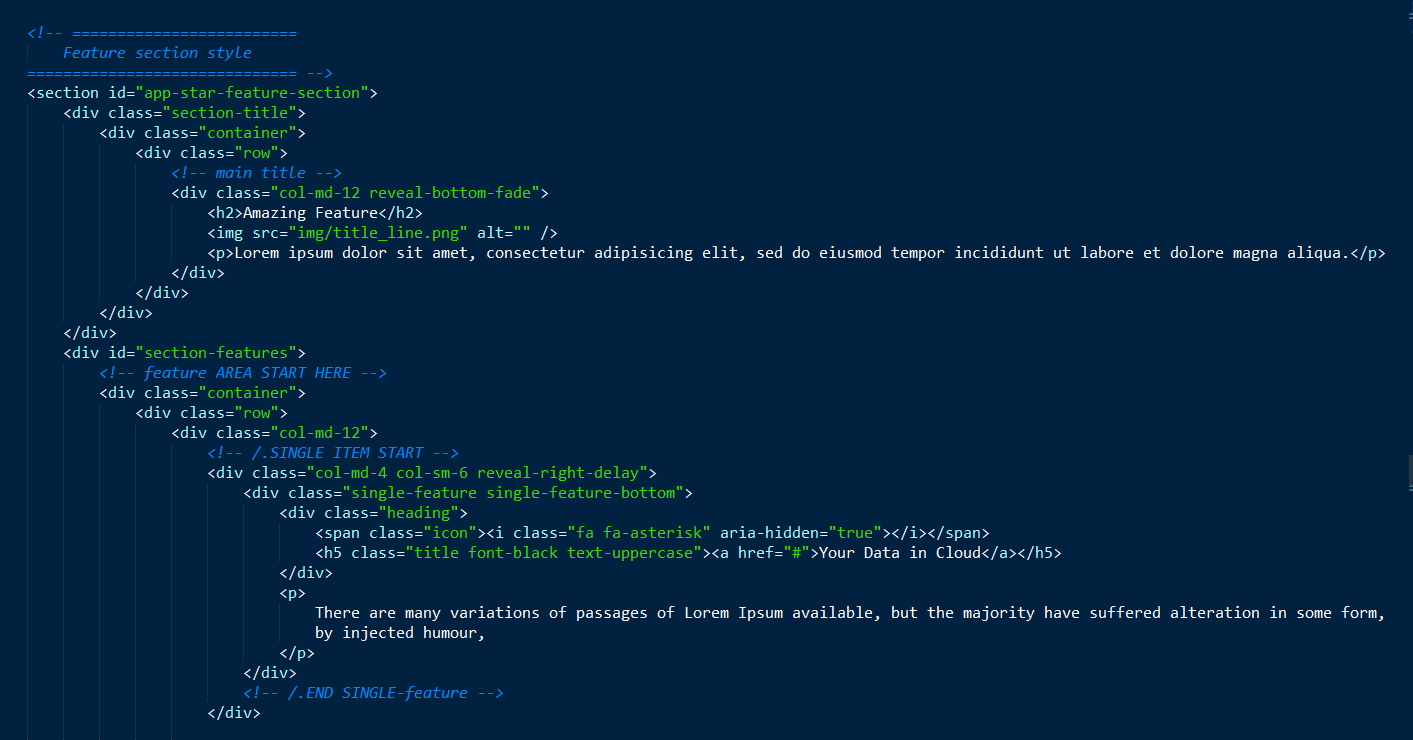 <!-- =========================
    Feature section style
============================== -->
<section id="app-star-feature-section">
    <div class="section-title">
        <div class="container">
            <div class="row">
                <!-- main title -->
                <div class="col-md-12 reveal-bottom-fade">
                    <h2>Amazing Feature</h2>
                    <img src="img/title_line.png" alt="" />
                    <p>Lorem ipsum dolor sit amet, consectetur adipisicing elit, sed do eiusmod tempor incididunt ut labore et dolore magna aliqua.</p>
                </div>
            </div>
        </div>
    </div>
    <div id="section-features">
        <!-- feature AREA START HERE -->
        <div class="container">
            <div class="row">
                <div class="col-md-12">
                    <!-- /.SINGLE ITEM START -->
                    <div class="col-md-4 col-sm-6 reveal-right-delay">
                        <div class="single-feature single-feature-bottom">
                            <div class="heading">
                                <span class="icon"><i class="fa fa-asterisk" aria-hidden="true"></i></span>
                                <h5 class="title font-black text-uppercase"><a href="#">Your Data in Cloud</a></h5>
                            </div>
                            <p>
                                There are many variations of passages of Lorem Ipsum available, but the majority have suffered alteration in some form,
                                by injected humour,
                            </p>
                        </div>
                        <!-- /.END SINGLE-feature -->
                    </div>